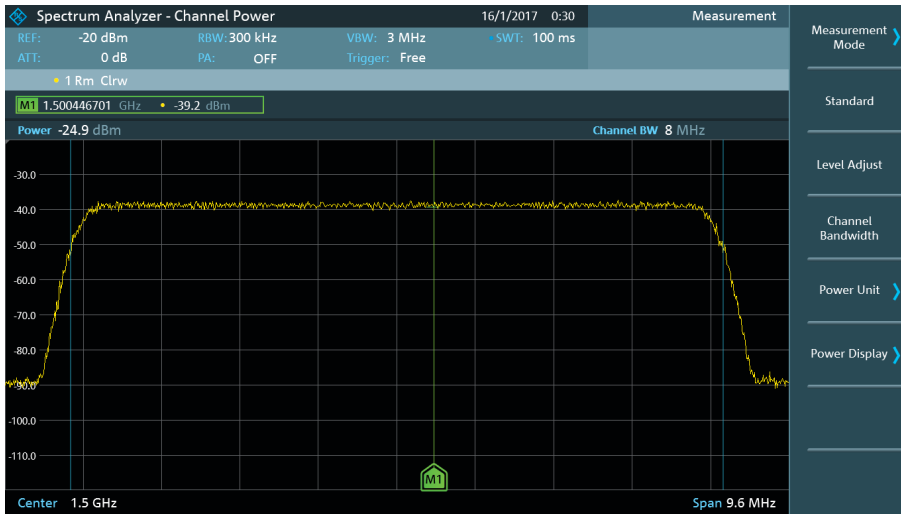 Spectrum Analyzer - Channel Power 16/1/2017 0:30 Measurement
REF: -20 dBm RBW: 300 kHz VBW: 3 MHz SWT: 100 ms
ATT: 0 dB PA: OFF Trigger: Free
1 Rm Clrw
M1 1.500446701 GHz • -39.2 dBm
Power -24.9 dBm Channel BW 8 MHz
-30.0
-40.0
-50.0
-60.0
-70.0
-80.0
-90.0
-100.0
-110.0
M1
Center 1.5 GHz Span 9.6 MHz
Measurement
Mode
Standard
Level Adjust
Channel
Bandwidth
Power Unit
Power Display